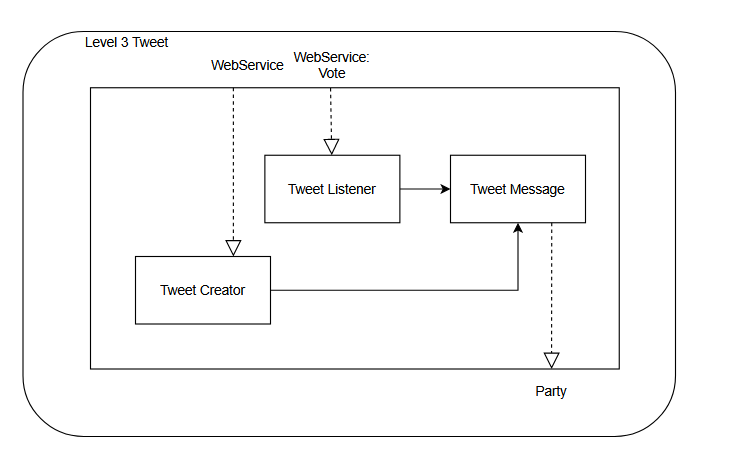 Level 3 Tweet
WebService
WebService:
Vote
Tweet Listener
Tweet Message
Tweet Creator
Party